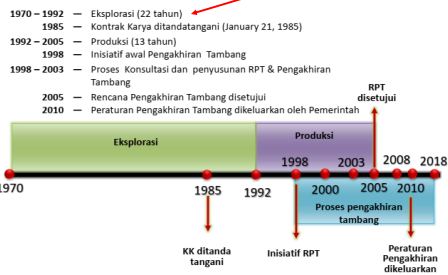 1970 – 1992 — Eksplorasi (22 tahun)
1985 — Kontrak Karya ditandatangani (January 21, 1985)
1992 – 2005 — Produksi (13 tahun)
1998 — Inisiatif awal Pengakhiran Tambang
1998 – 2003 — Proses Konsultasi dan penyusunan RPT & Pengakhiran
Tambang
2005 — Rencana Pengakhiran Tambang disetujui
2010 — Peraturan Pengakhiran Tambang dikeluarkan oleh Pemerintah
RPT
disetujui
Eksplorasi
Produksi
1970
1985
1992
1998
2000
2003
2005
2008
2010
2018
Proses pengakhiran
tambang
KK ditanda
tangani
Inisiatif RPT
Peraturan
Pengakhiran
dikeluarkan